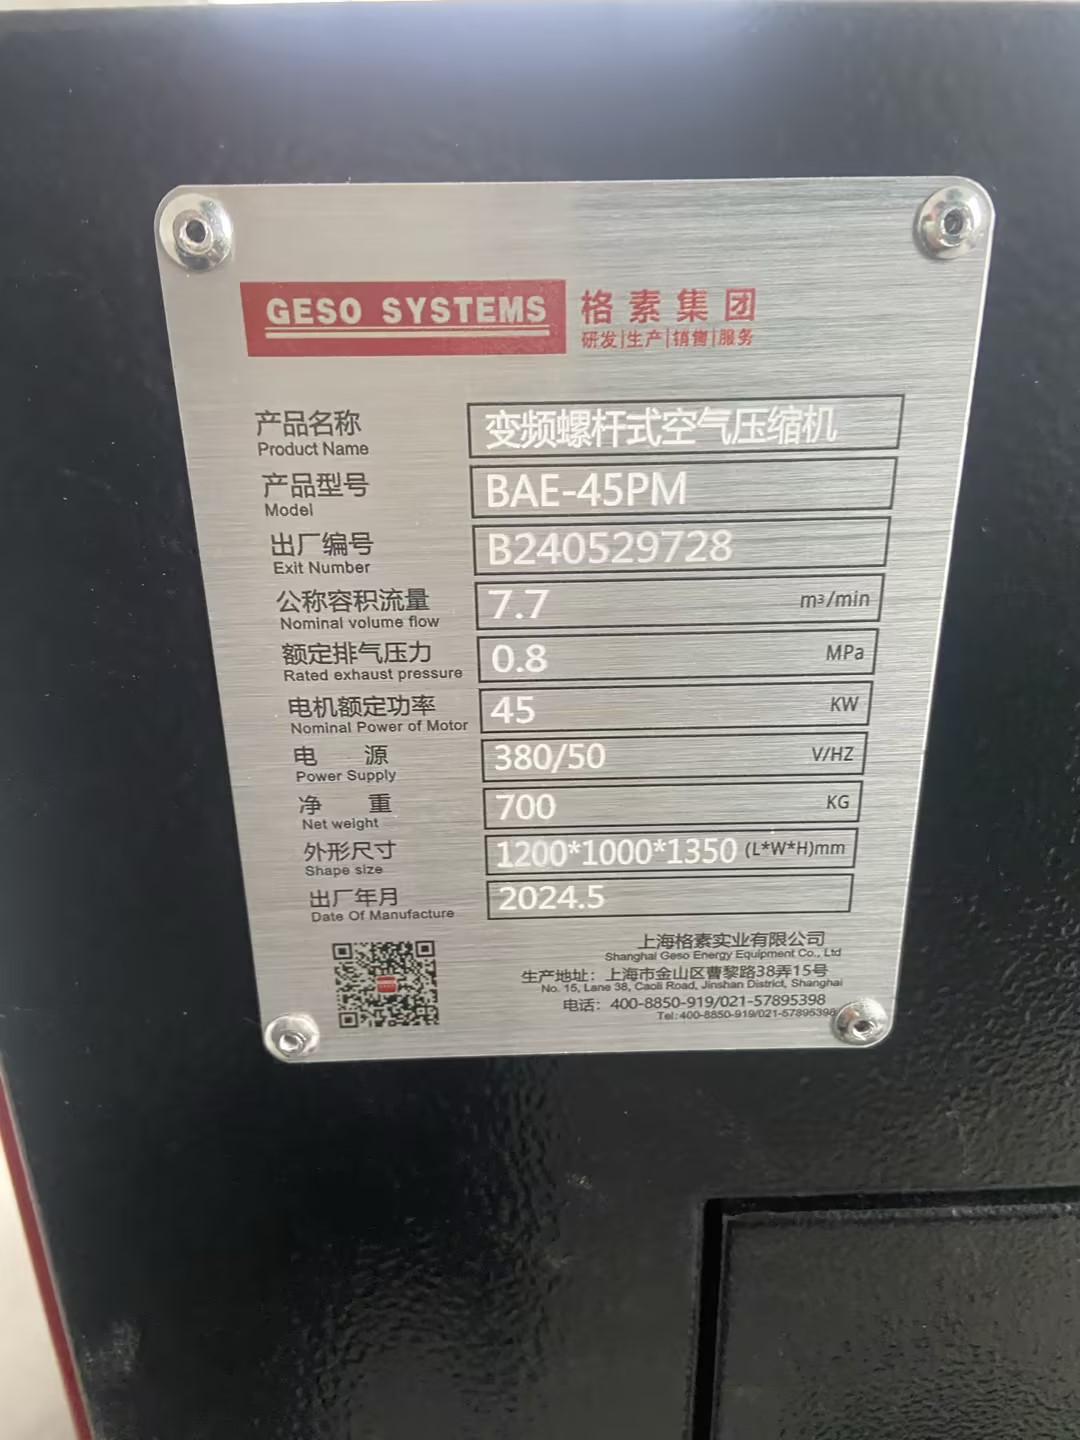 GESO SYSTEMS 格素集团
研发|生产|销售|服务
产品名称 变频螺杆式空气压缩机
Product Name
产品型号 BAE-45PM
Model
出厂编号 B240529728
Exit Number
公称容积流量 7.7 m³/min
Nominal volume flow
额定排气压力 0.8 MPa
Rated exhaust pressure
电机额定功率 45 KW
Nominal Power of Motor
电 源 380/50 V/HZ
Power Supply
净 重 700 KG
Net weight
外形尺寸 1200*1000*1350 (L*W*H)mm
Shape size
出厂年月 2024.5
Date Of Manufacture
上海格素实业有限公司
Shanghai Geso Energy Equipment Co., Ltd
生产地址：上海市金山区曹黎路38弄15号
No. 15, Lane 38, Caoli Road, Jinshan District, Shanghai
电话：400-8850-919/021-57895398
Tel:400-8850-919/021-57895398